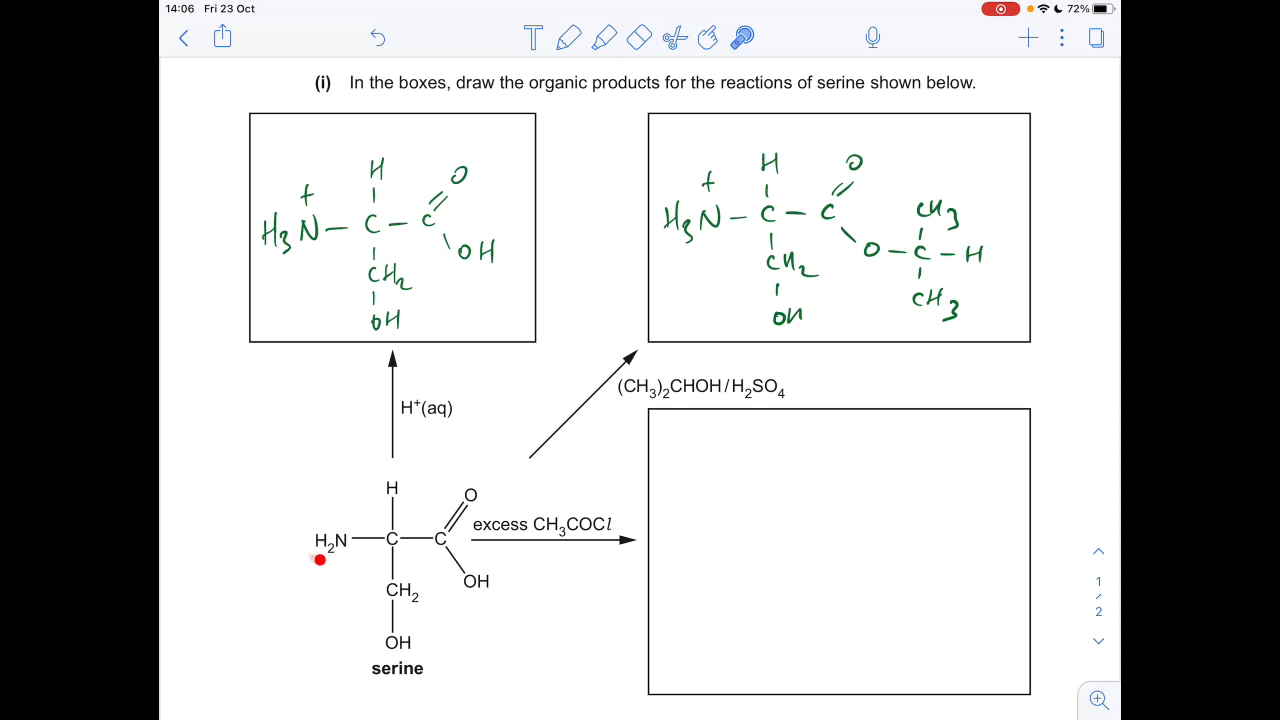 14:06 Fri 23 Oct
72%
(i) In the boxes, draw the organic products for the reactions of serine shown below.
H
O
+
H₃N – C – C
OH
CH₂
OH
H
O
+
H₃N – C – C
CH₃
O – C – H
CH₂
CH₃
OH
(CH₃)₂CHOH/H₂SO₄
H⁺(aq)
H
O
excess CH₃COCl
H₂N C C
OH
CH₂
OH
serine
1
2